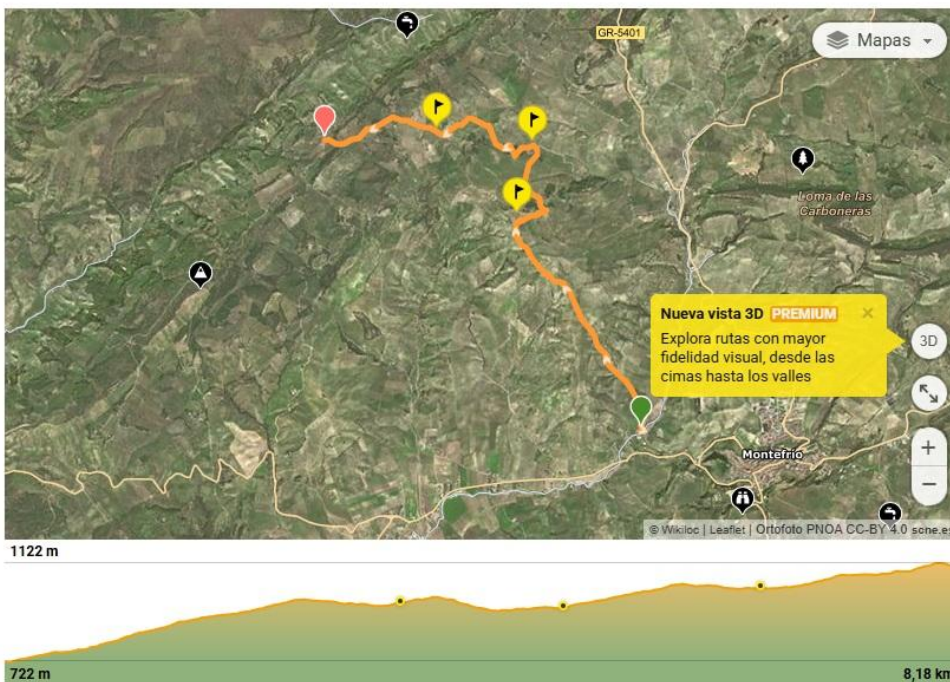 GR-5401
Mapas
Loma de las
Carboneras
Nueva vista 3D PREMIUM ×
Explora rutas con mayor
fidelidad visual, desde las
cimas hasta los valles
3D
+
−
Montefrío
© Wikiloc | Leaflet | Ortofoto PNOA CC-BY 4.0 scne.es
1122 m
722 m
8,18 km